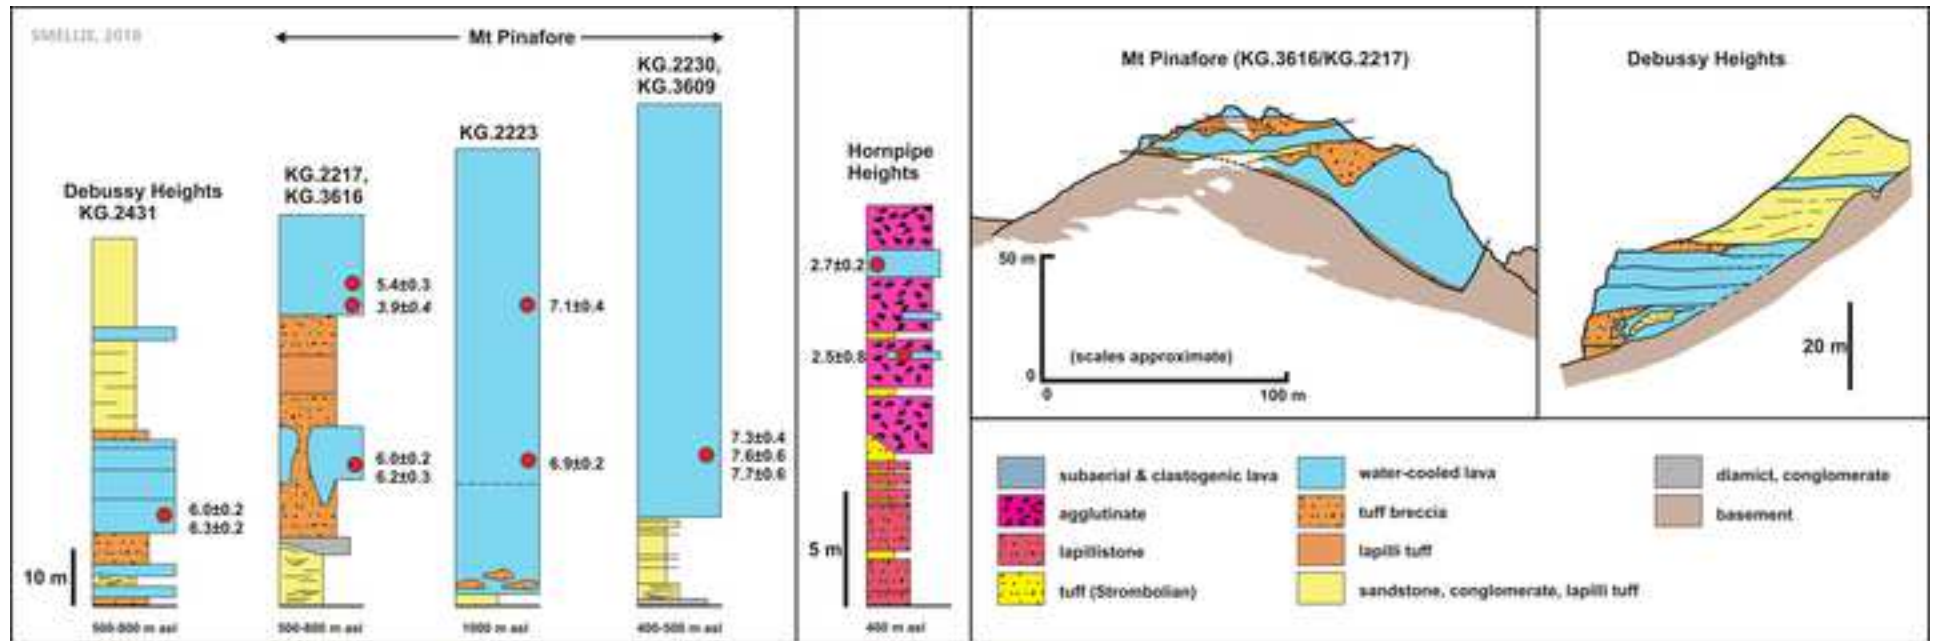 SMELLIE, 2018
Mt Pinafore
Debussy Heights
KG.2431
KG.2217,
KG.3616
KG.2223
KG.2230,
KG.3609
6.0±0.2
6.3±0.2
5.4±0.3
3.9±0.4
6.0±0.2
6.2±0.3
7.1±0.4
6.9±0.2
7.3±0.4
7.6±0.6
7.7±0.6
10 m
500-800 m asl
500-800 m asl
1000 m asl
400-505 m asl
Hornpipe
Heights
2.7±0.2
2.5±0.8
5 m
400 m asl
Mt Pinafore (KG.3616/KG.2217)
50 m
0
(scales approximate)
0
100 m
Debussy Heights
20 m
subaerial & clastogenic lava
agglutinate
lapillistone
tuff (Strombolian)
water-cooled lava
tuff breccia
lapilli tuff
sandstone, conglomerate, lapilli tuff
diamict, conglomerate
basement